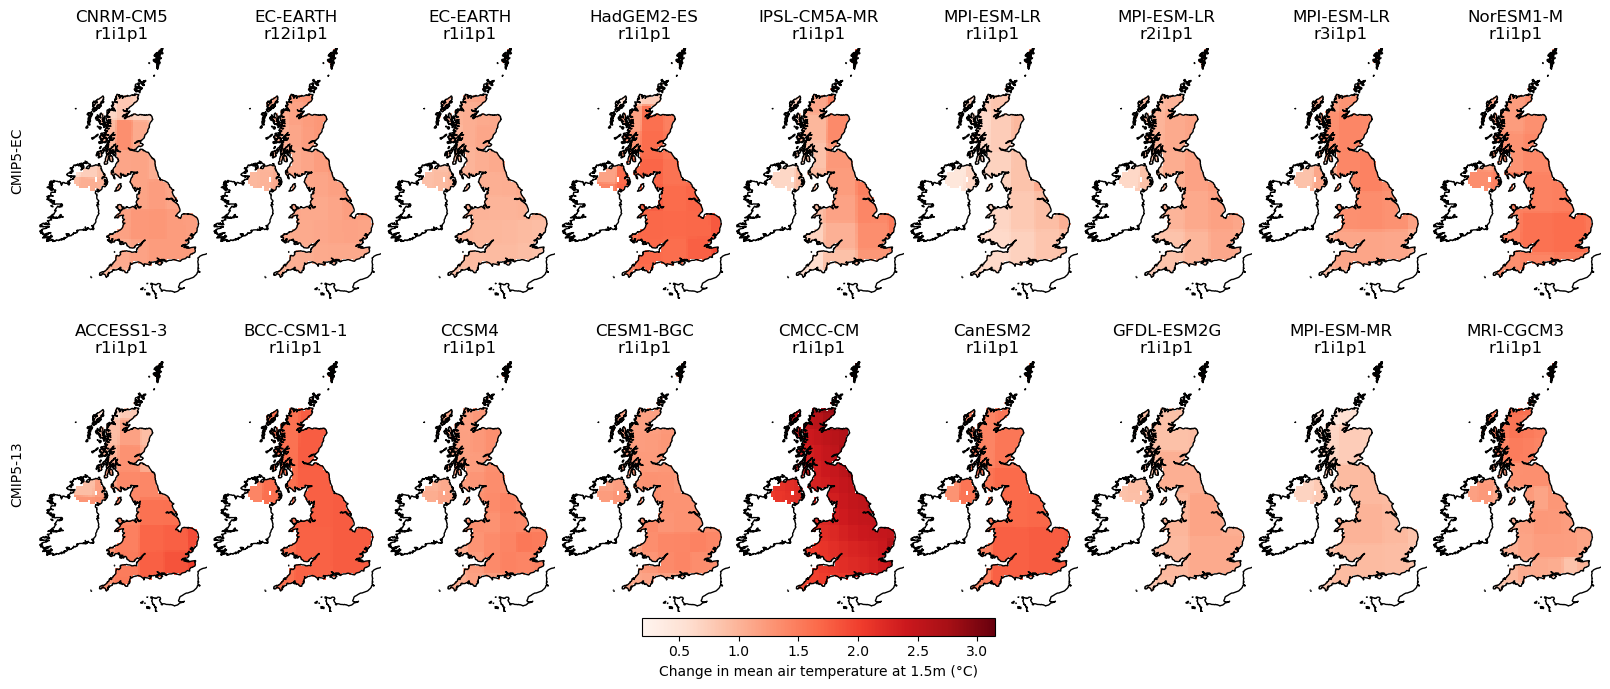 CNRM-CM5
r1i1p1
EC-EARTH
r12i1p1
EC-EARTH
r1i1p1
HadGEM2-ES
r1i1p1
IPSL-CM5A-MR
r1i1p1
MPI-ESM-LR
r1i1p1
MPI-ESM-LR
r2i1p1
MPI-ESM-LR
r3i1p1
NorESM1-M
r1i1p1
CMIP5-EC
ACCESS1-3
r1i1p1
BCC-CSM1-1
r1i1p1
CCSM4
r1i1p1
CESM1-BGC
r1i1p1
CMCC-CM
r1i1p1
CanESM2
r1i1p1
GFDL-ESM2G
r1i1p1
MPI-ESM-MR
r1i1p1
MRI-CGCM3
r1i1p1
CMIP5-13
0.5 1.0 1.5 2.0 2.5 3.0
Change in mean air temperature at 1.5m (°C)